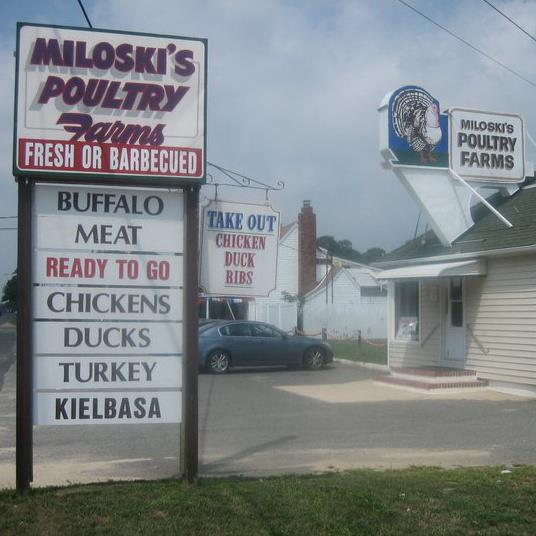 MILOSKI'S
POULTRY
Farms
FRESH OR BARBECUED
BUFFALO
MEAT
READY TO GO
CHICKENS
DUCKS
TURKEY
KIELBASA
TAKE OUT
CHICKEN
DUCK
RIBS
MILOSKI'S
POULTRY
FARMS